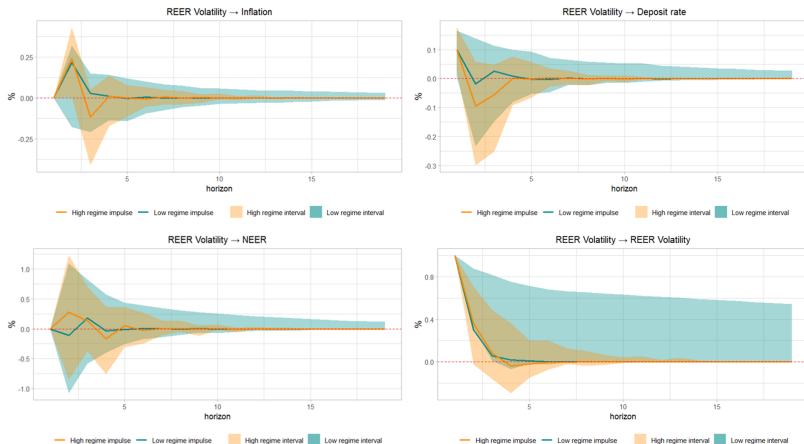 REER Volatility → Inflation
%
0.25
0.00
-0.25
5
10
15
horizon
High regime impulse Low regime impulse High regime interval Low regime interval
REER Volatility → Deposit rate
%
0.1
0.0
-0.1
-0.2
-0.3
5
10
15
horizon
High regime impulse Low regime impulse High regime interval Low regime interval
REER Volatility → NEER
%
1.0
0.5
0.0
-0.5
-1.0
5
10
15
horizon
High regime impulse Low regime impulse High regime interval Low regime interval
REER Volatility → REER Volatility
%
0.8
0.4
0.0
5
10
15
horizon
High regime impulse Low regime impulse High regime interval Low regime interval